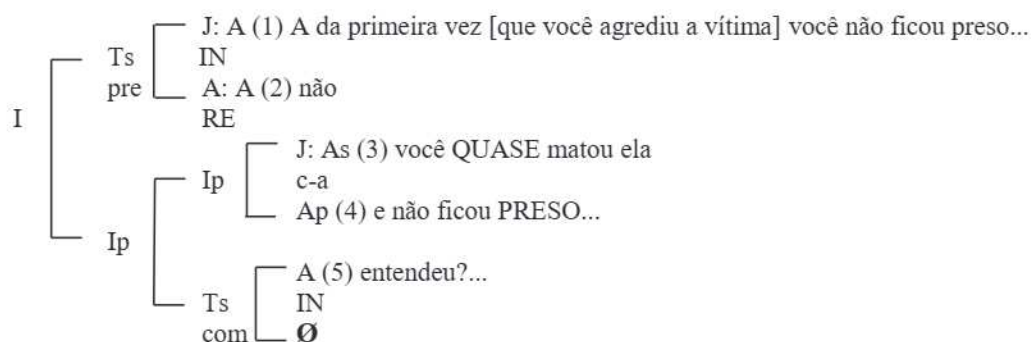 J: A (1) A da primeira vez [que você agrediu a vítima] você não ficou preso...
Ts IN
pre A: A (2) não
I RE
J: As (3) você QUASE matou ela
Ip c-a
Ap (4) e não ficou PRESO...
Ip
A (5) entendeu?...
Ts IN
com Ø